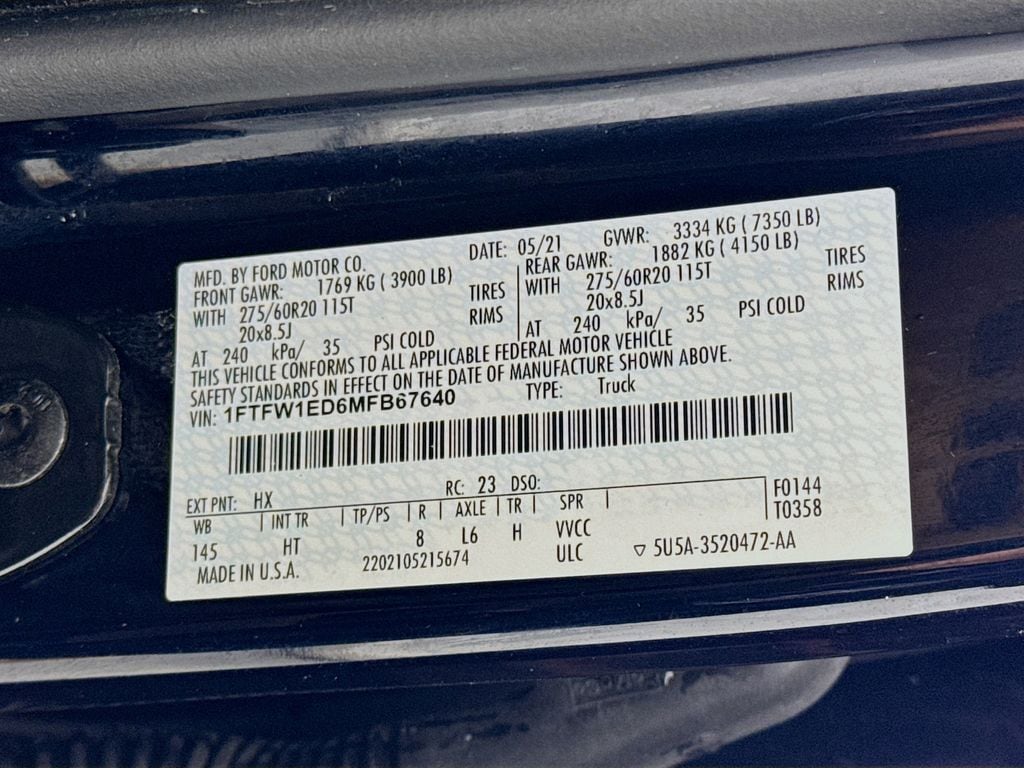 MFD. BY FORD MOTOR CO.
DATE: 05/21 GVWR: 3334 KG ( 7350 LB)
FRONT GAWR: 1769 KG ( 3900 LB)
REAR GAWR: 1882 KG ( 4150 LB)
WITH 275/60R20 115T TIRES
WITH 275/60R20 115T TIRES
20x8.5J RIMS
20x8.5J RIMS
AT 240 kPa/ 35 PSI COLD
AT 240 kPa/ 35 PSI COLD
THIS VEHICLE CONFORMS TO ALL APPLICABLE FEDERAL MOTOR VEHICLE
SAFETY STANDARDS IN EFFECT ON THE DATE OF MANUFACTURE SHOWN ABOVE.
VIN: 1FTFW1ED6MFB67640 TYPE: Truck
EXT PNT: HX RC: 23 DSO:
WB INT TR TP/PS R AXLE TR SPR F0144
T0358
145 HT 8 L6 H VVCC
2202105215674 ULC 5U5A-3520472-AA
MADE IN U.S.A.